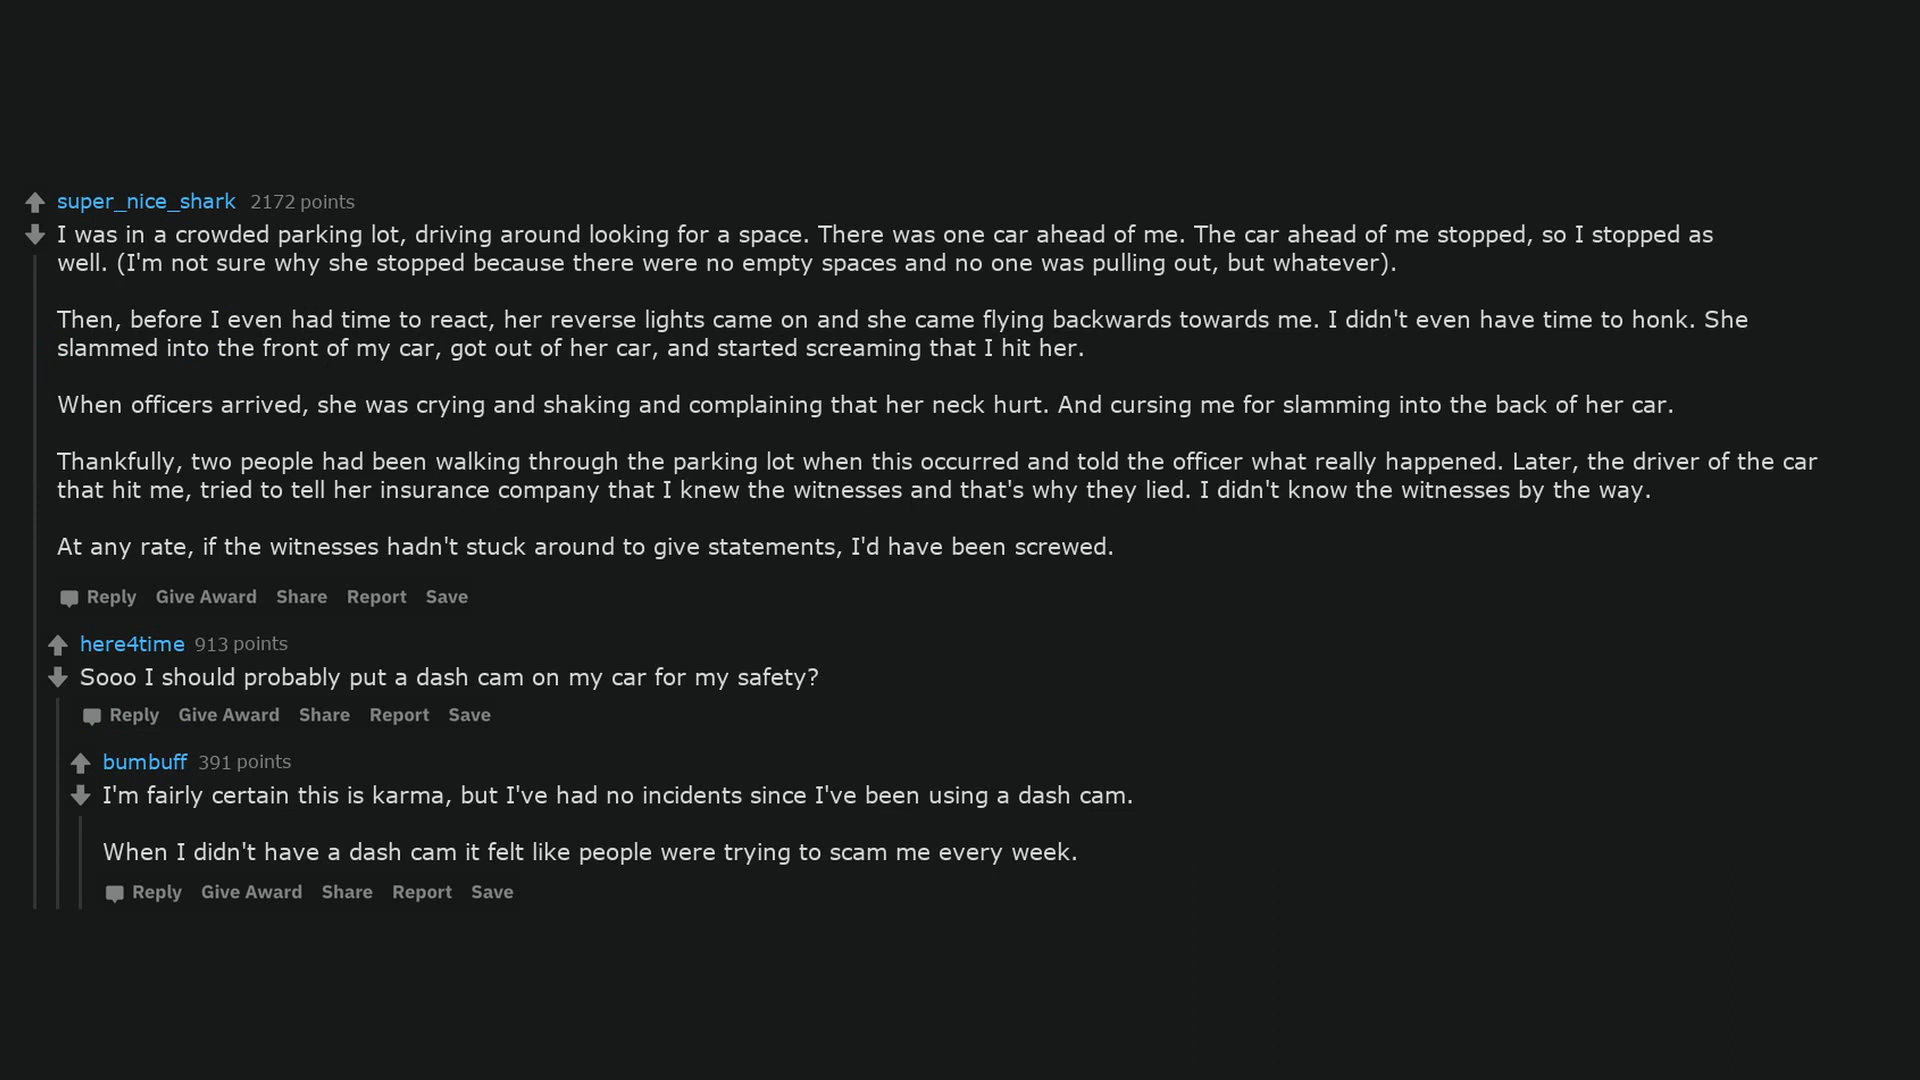 super_nice_shark 2172 points
I was in a crowded parking lot, driving around looking for a space. There was one car ahead of me. The car ahead of me stopped, so I stopped as
well. (I'm not sure why she stopped because there were no empty spaces and no one was pulling out, but whatever).
Then, before I even had time to react, her reverse lights came on and she came flying backwards towards me. I didn't even have time to honk. She
slammed into the front of my car, got out of her car, and started screaming that I hit her.
When officers arrived, she was crying and shaking and complaining that her neck hurt. And cursing me for slamming into the back of her car.
Thankfully, two people had been walking through the parking lot when this occurred and told the officer what really happened. Later, the driver of the car
that hit me, tried to tell her insurance company that I knew the witnesses and that's why they lied. I didn't know the witnesses by the way.
At any rate, if the witnesses hadn't stuck around to give statements, I'd have been screwed.
Reply Give Award Share Report Save
here4time 913 points
Sooo I should probably put a dash cam on my car for my safety?
Reply Give Award Share Report Save
bumbuff 391 points
I'm fairly certain this is karma, but I've had no incidents since I've been using a dash cam.
When I didn't have a dash cam it felt like people were trying to scam me every week.
Reply Give Award Share Report Save